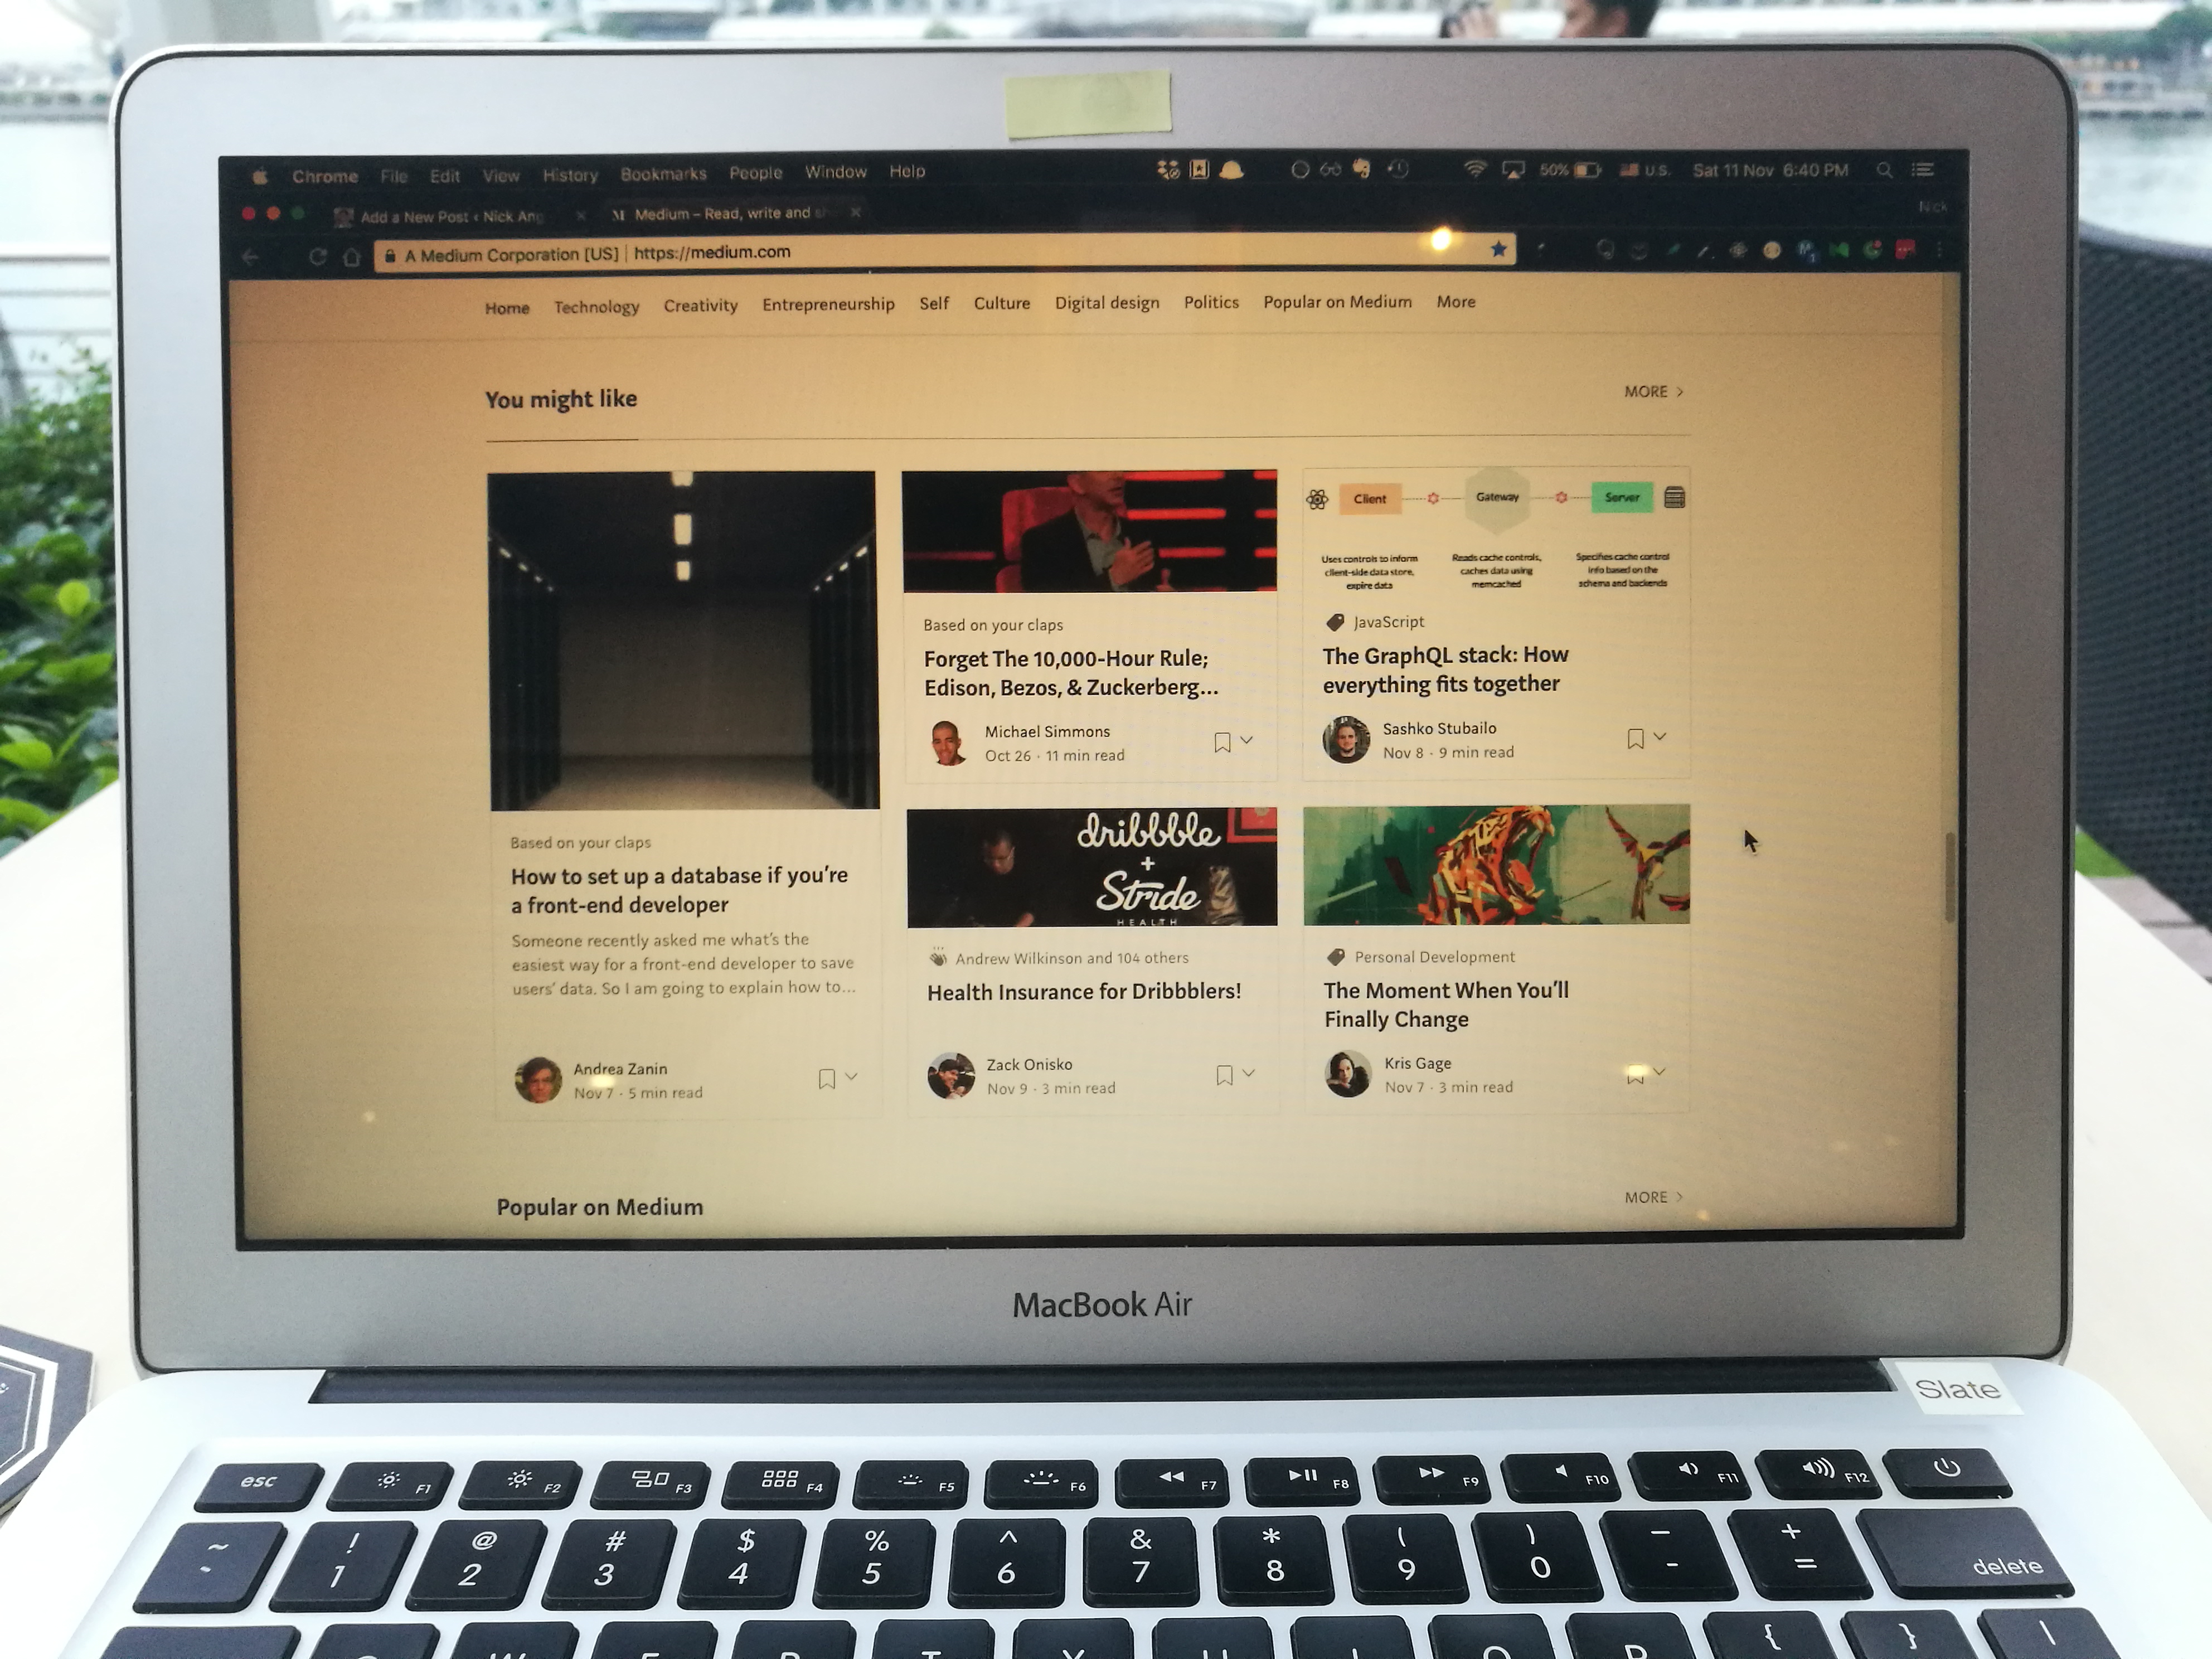 Chrome File Edit View History Bookmarks People Window Help
50% U.S. Sat 11 Nov 6:40 PM
Add a New Post ‹ Nick Ang
Medium – Read, write and sh
Nick
A Medium Corporation [US] | https://medium.com
Home Technology Creativity Entrepreneurship Self Culture Digital design Politics Popular on Medium More
You might like
MORE >
Based on your claps
How to set up a database if you're
a front-end developer
Someone recently asked me what's the
easiest way for a front-end developer to save
users' data. So I am going to explain how to...
Andrea Zanin
Nov 7 · 5 min read
Based on your claps
Forget The 10,000-Hour Rule;
Edison, Bezos, & Zuckerberg...
Michael Simmons
Oct 26 · 11 min read
Client
Gateway
Server
Uses controls to inform
client-side data store,
expire data
Reads cache controls,
caches data using
memcached
Specifies cache control
info based on the
schema and backends
JavaScript
The GraphQL stack: How
everything fits together
Sashko Stubailo
Nov 8 · 9 min read
dribbble
+
Stride
HEALTH
Andrew Wilkinson and 104 others
Health Insurance for Dribbblers!
Zack Onisko
Nov 9 · 3 min read
Personal Development
The Moment When You'll
Finally Change
Kris Gage
Nov 7 · 3 min read
Popular on Medium
MORE >
MacBook Air
Slate
esc F1 F2 F3 F4 F5 F6 F7 F8 F9 F10 F11 F12
~ ! @ # $ % ^ & * ( ) _ +
` 1 2 3 4 5 6 7 8 9 0 - = delete
{ } |